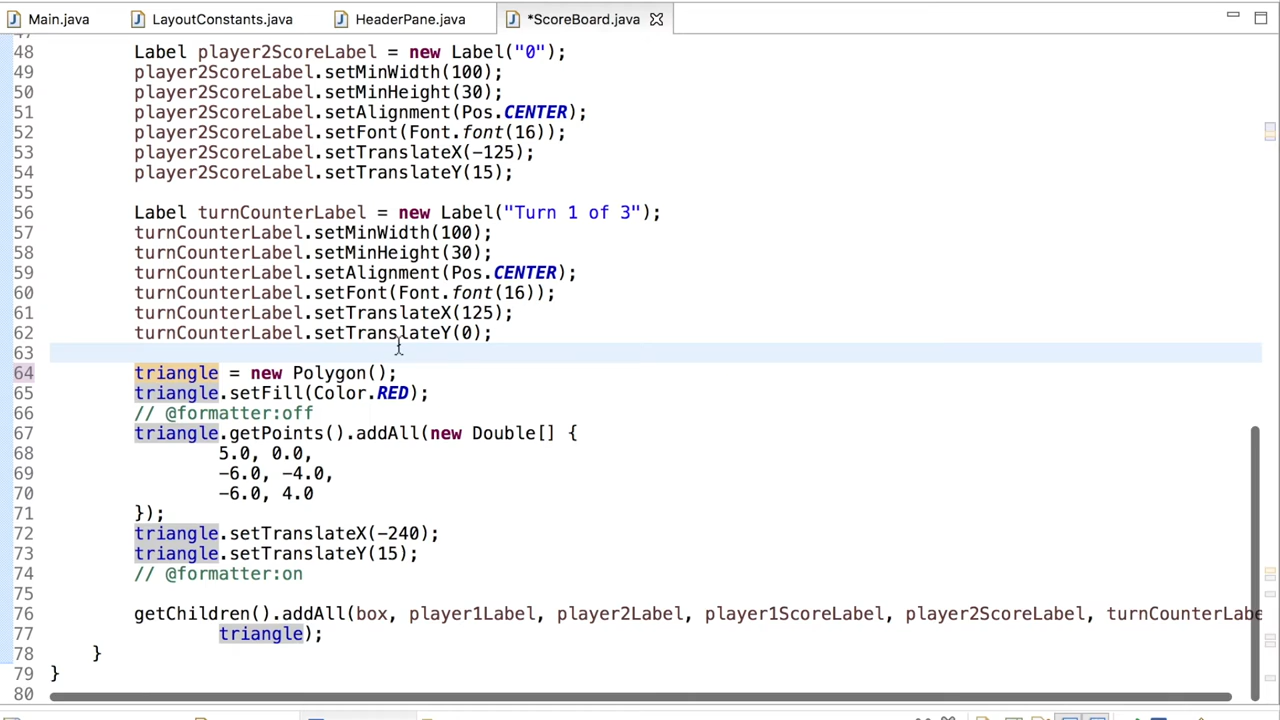 Main.java LayoutConstants.java HeaderPane.java *ScoreBoard.java
48 Label player2ScoreLabel = new Label("0");
49 player2ScoreLabel.setMinWidth(100);
50 player2ScoreLabel.setMinHeight(30);
51 player2ScoreLabel.setAlignment(Pos.CENTER);
52 player2ScoreLabel.setFont(Font.font(16));
53 player2ScoreLabel.setTranslateX(-125);
54 player2ScoreLabel.setTranslateY(15);
55
56 Label turnCounterLabel = new Label("Turn 1 of 3");
57 turnCounterLabel.setMinWidth(100);
58 turnCounterLabel.setMinHeight(30);
59 turnCounterLabel.setAlignment(Pos.CENTER);
60 turnCounterLabel.setFont(Font.font(16));
61 turnCounterLabel.setTranslateX(125);
62 turnCounterLabel.setTranslateY(0);
63
64 triangle = new Polygon();
65 triangle.setFill(Color.RED);
66 // @formatter:off
67 triangle.getPoints().addAll(new Double[] {
68 5.0, 0.0,
69 -6.0, -4.0,
70 -6.0, 4.0
71 });
72 triangle.setTranslateX(-240);
73 triangle.setTranslateY(15);
74 // @formatter:on
75
76 getChildren().addAll(box, player1Label, player2Label, player1ScoreLabel, player2ScoreLabel, turnCounterLabe
77 triangle);
78 }
79 }
80